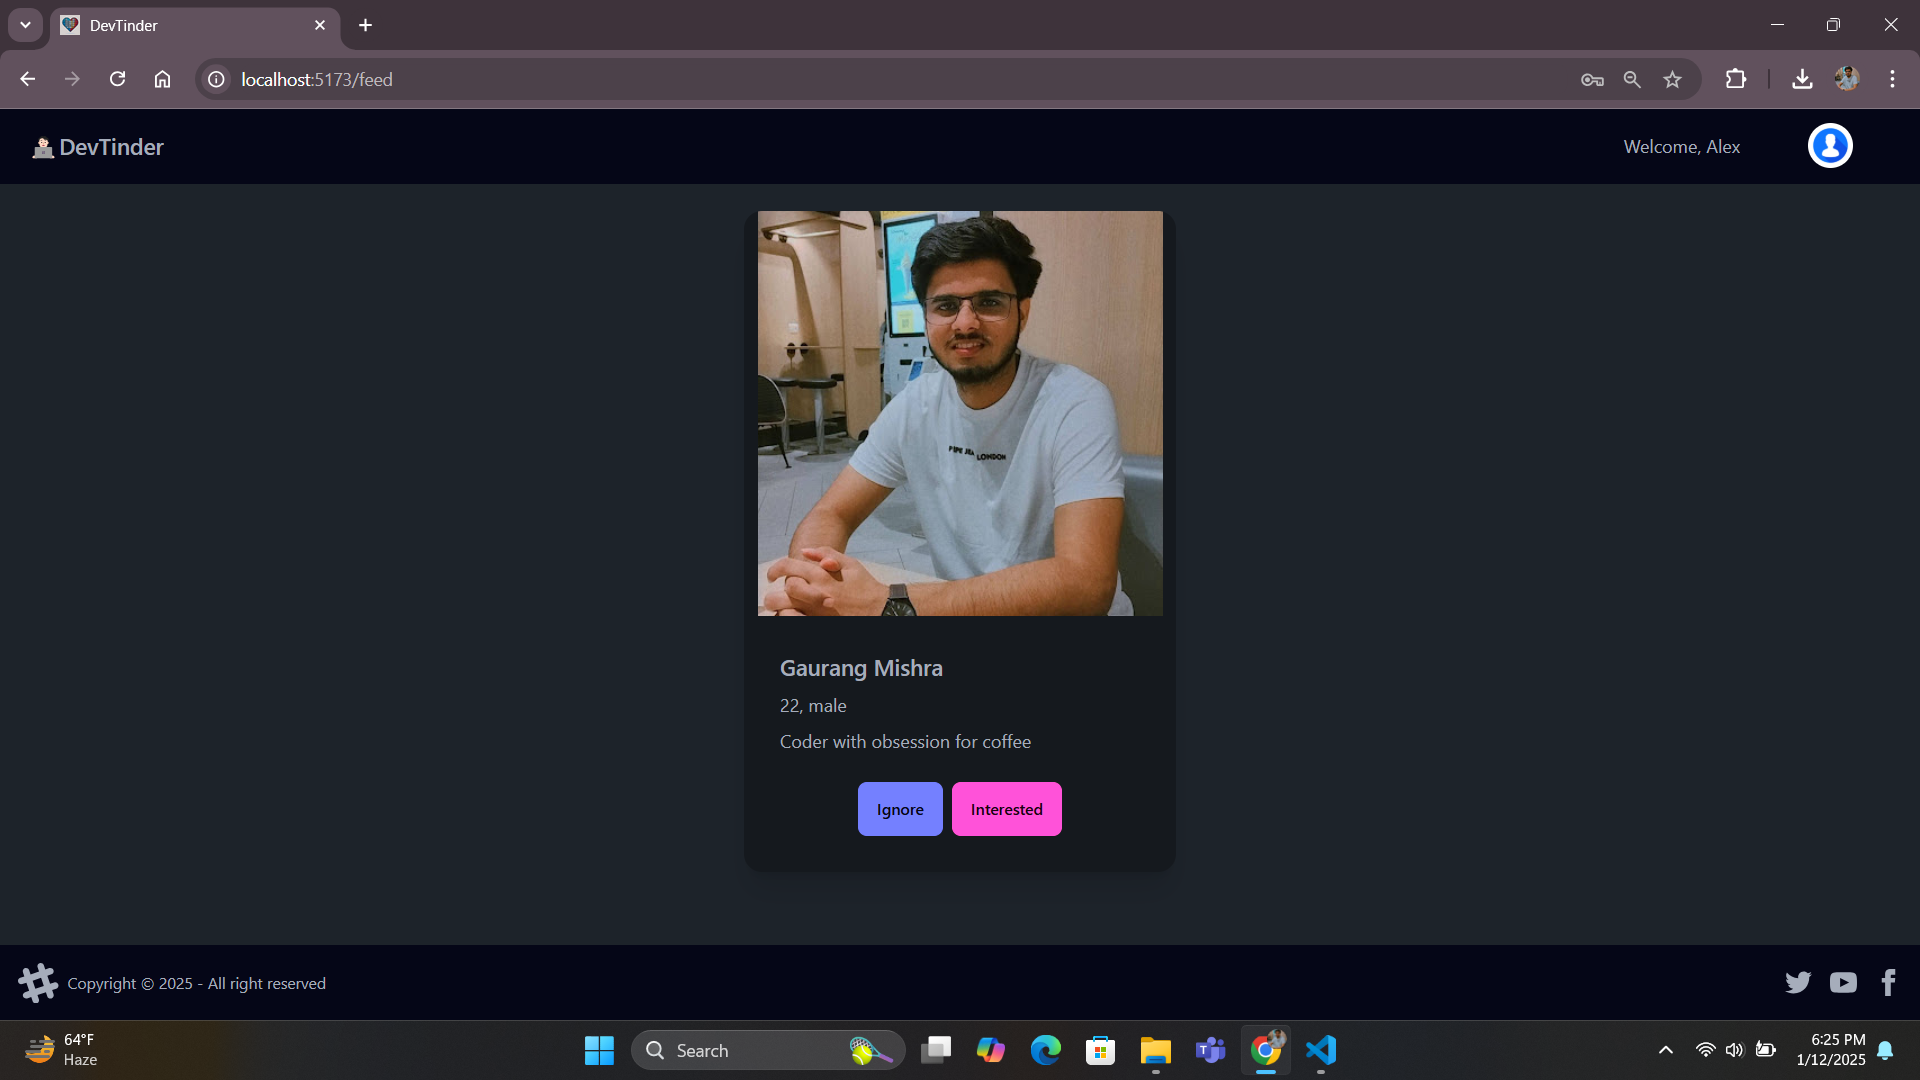 DevTinder
localhost:5173/feed
DevTinder
Welcome, Alex
LONDON
Gaurang Mishra
22, male
Coder with obsession for coffee
Ignore
Interested
Copyright © 2025 - All right reserved
64°F
Haze
Search
6:25 PM
1/12/2025